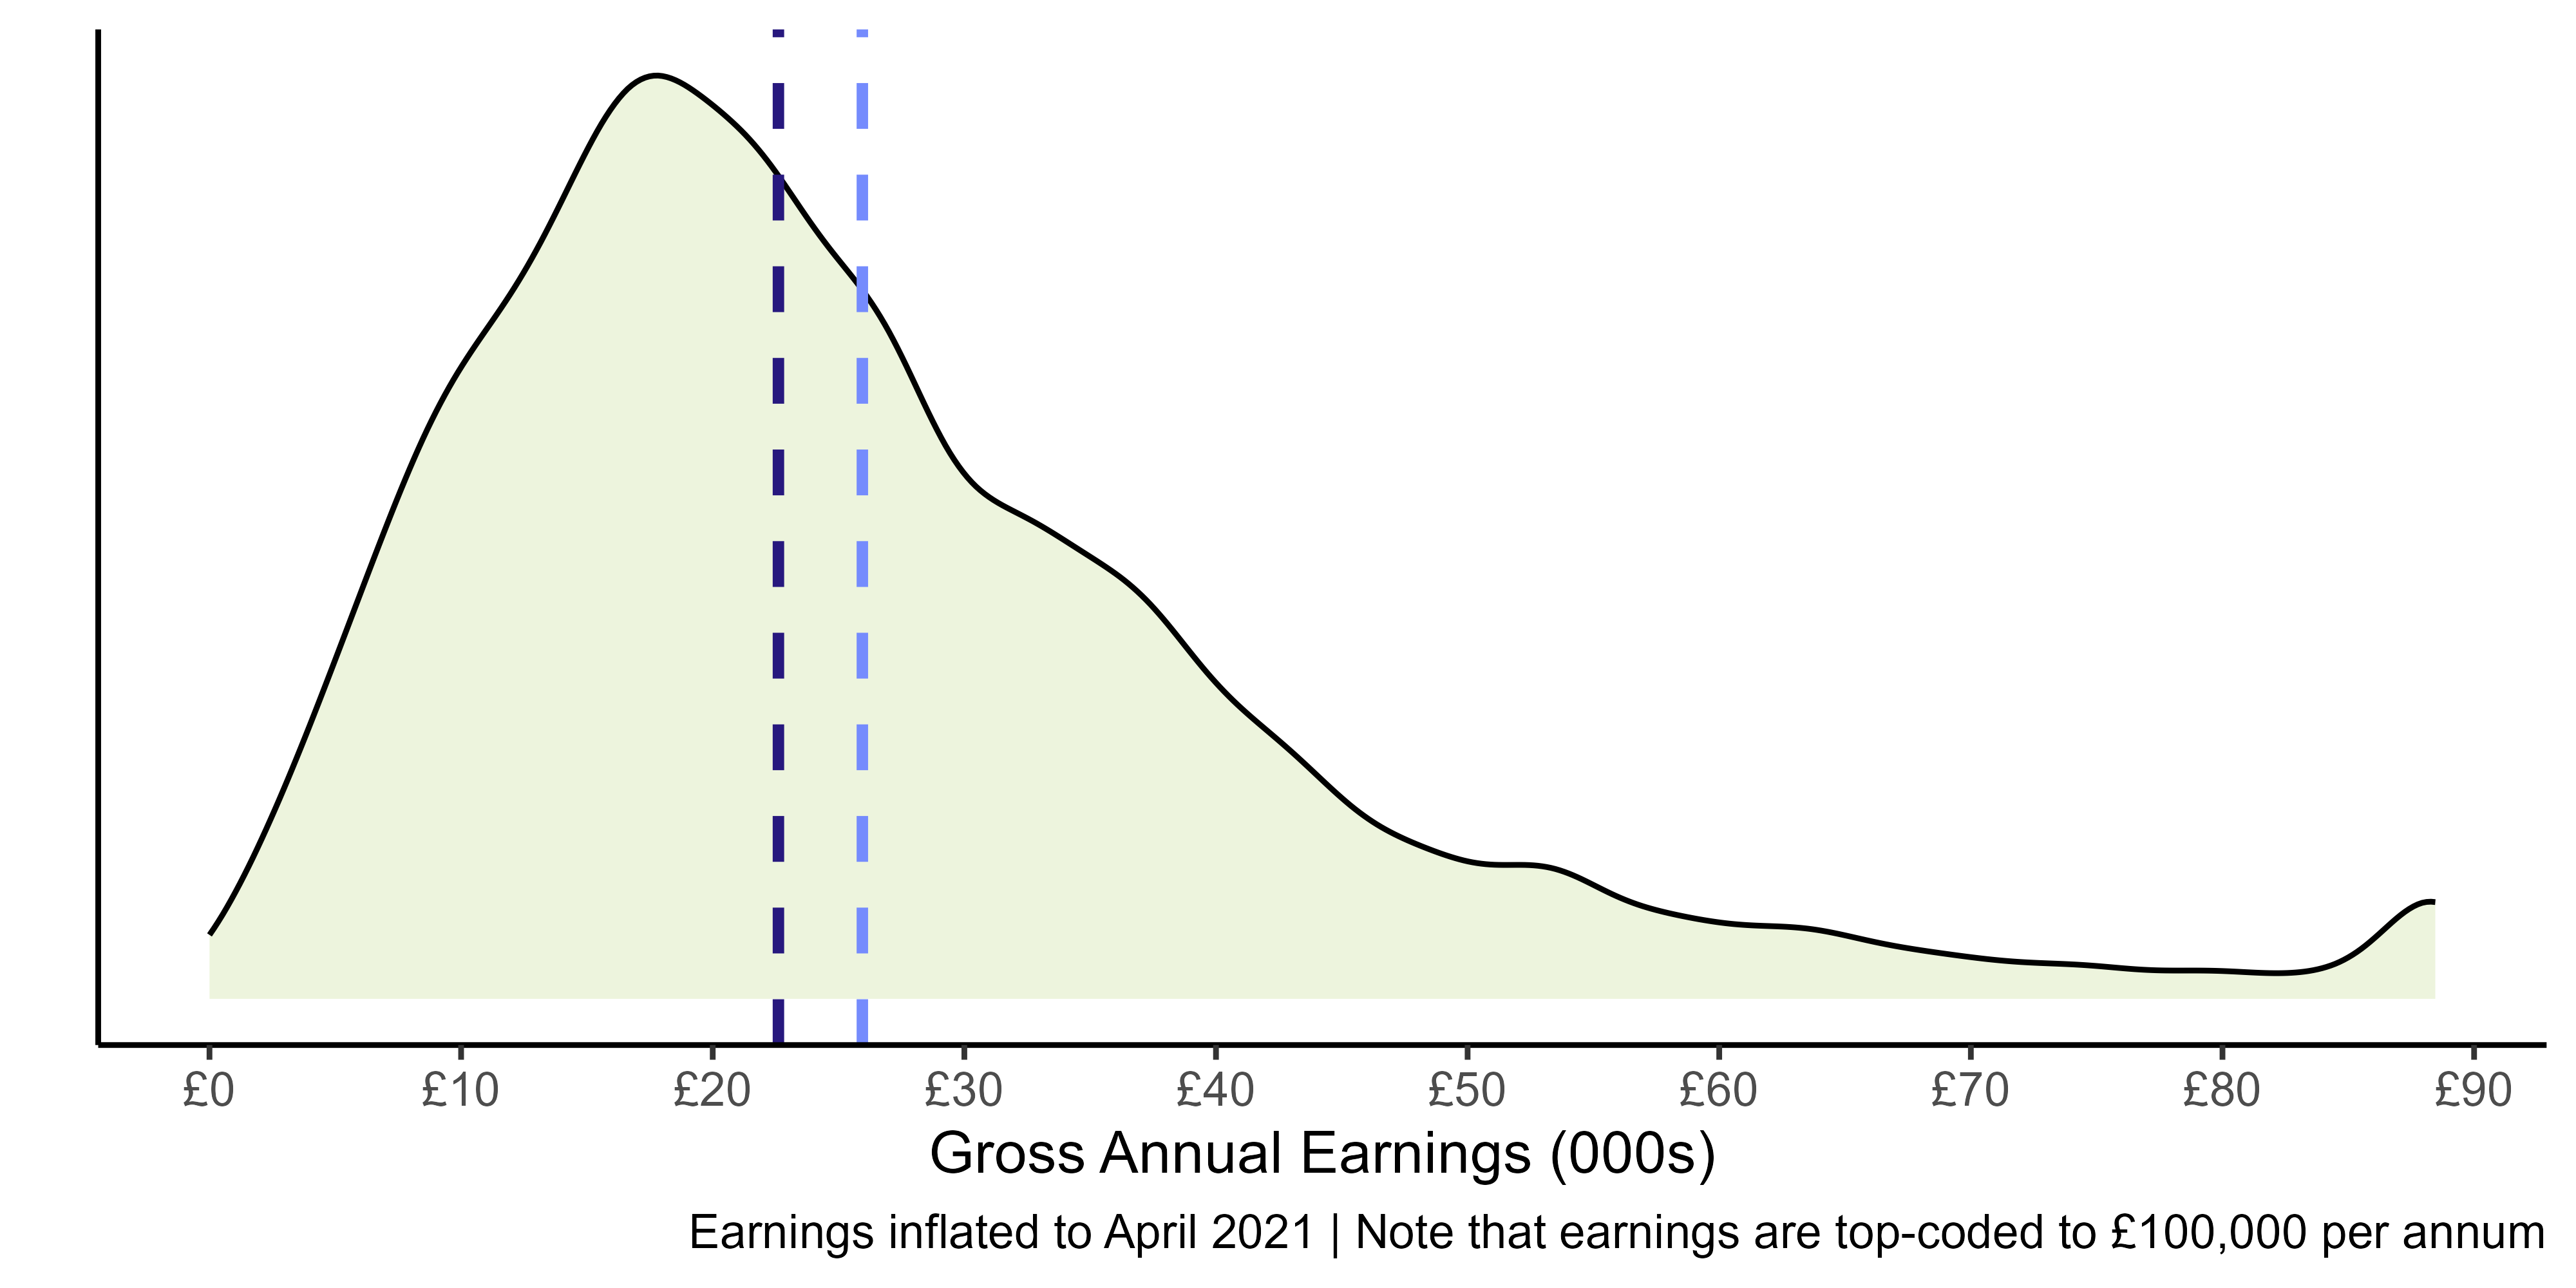 £0 £10 £20 £30 £40 £50 £60 £70 £80 £90
Gross Annual Earnings (000s)
Earnings inflated to April 2021 | Note that earnings are top-coded to £100,000 per annum